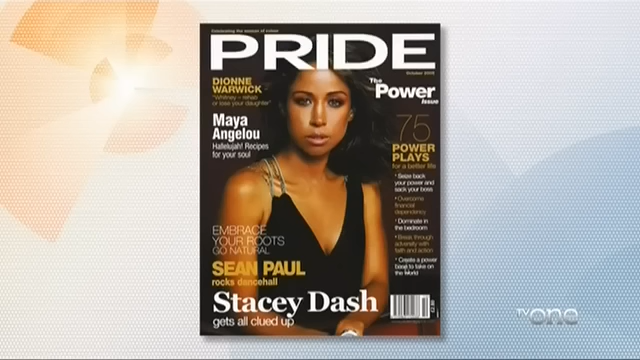 Celebrating the woman of colour
PRIDE
October 2005
DIONNE
WARWICK
"Whitney - rehab
or lose your daughter"
The
Power
Issue
Maya
Angelou
Hallelujah! Recipes
for your soul
75
POWER
PLAYS
for a better life
• Seize back
your power and
sack your boss
• Overcome
financial
dependency
• Dominate in
the bedroom
• Break through
adversity with
faith and action
• Create a power
base to take on
the World
EMBRACE
YOUR ROOTS
GO NATURAL
SEAN PAUL
rocks dancehall
Stacey Dash
gets all clued up
TV one